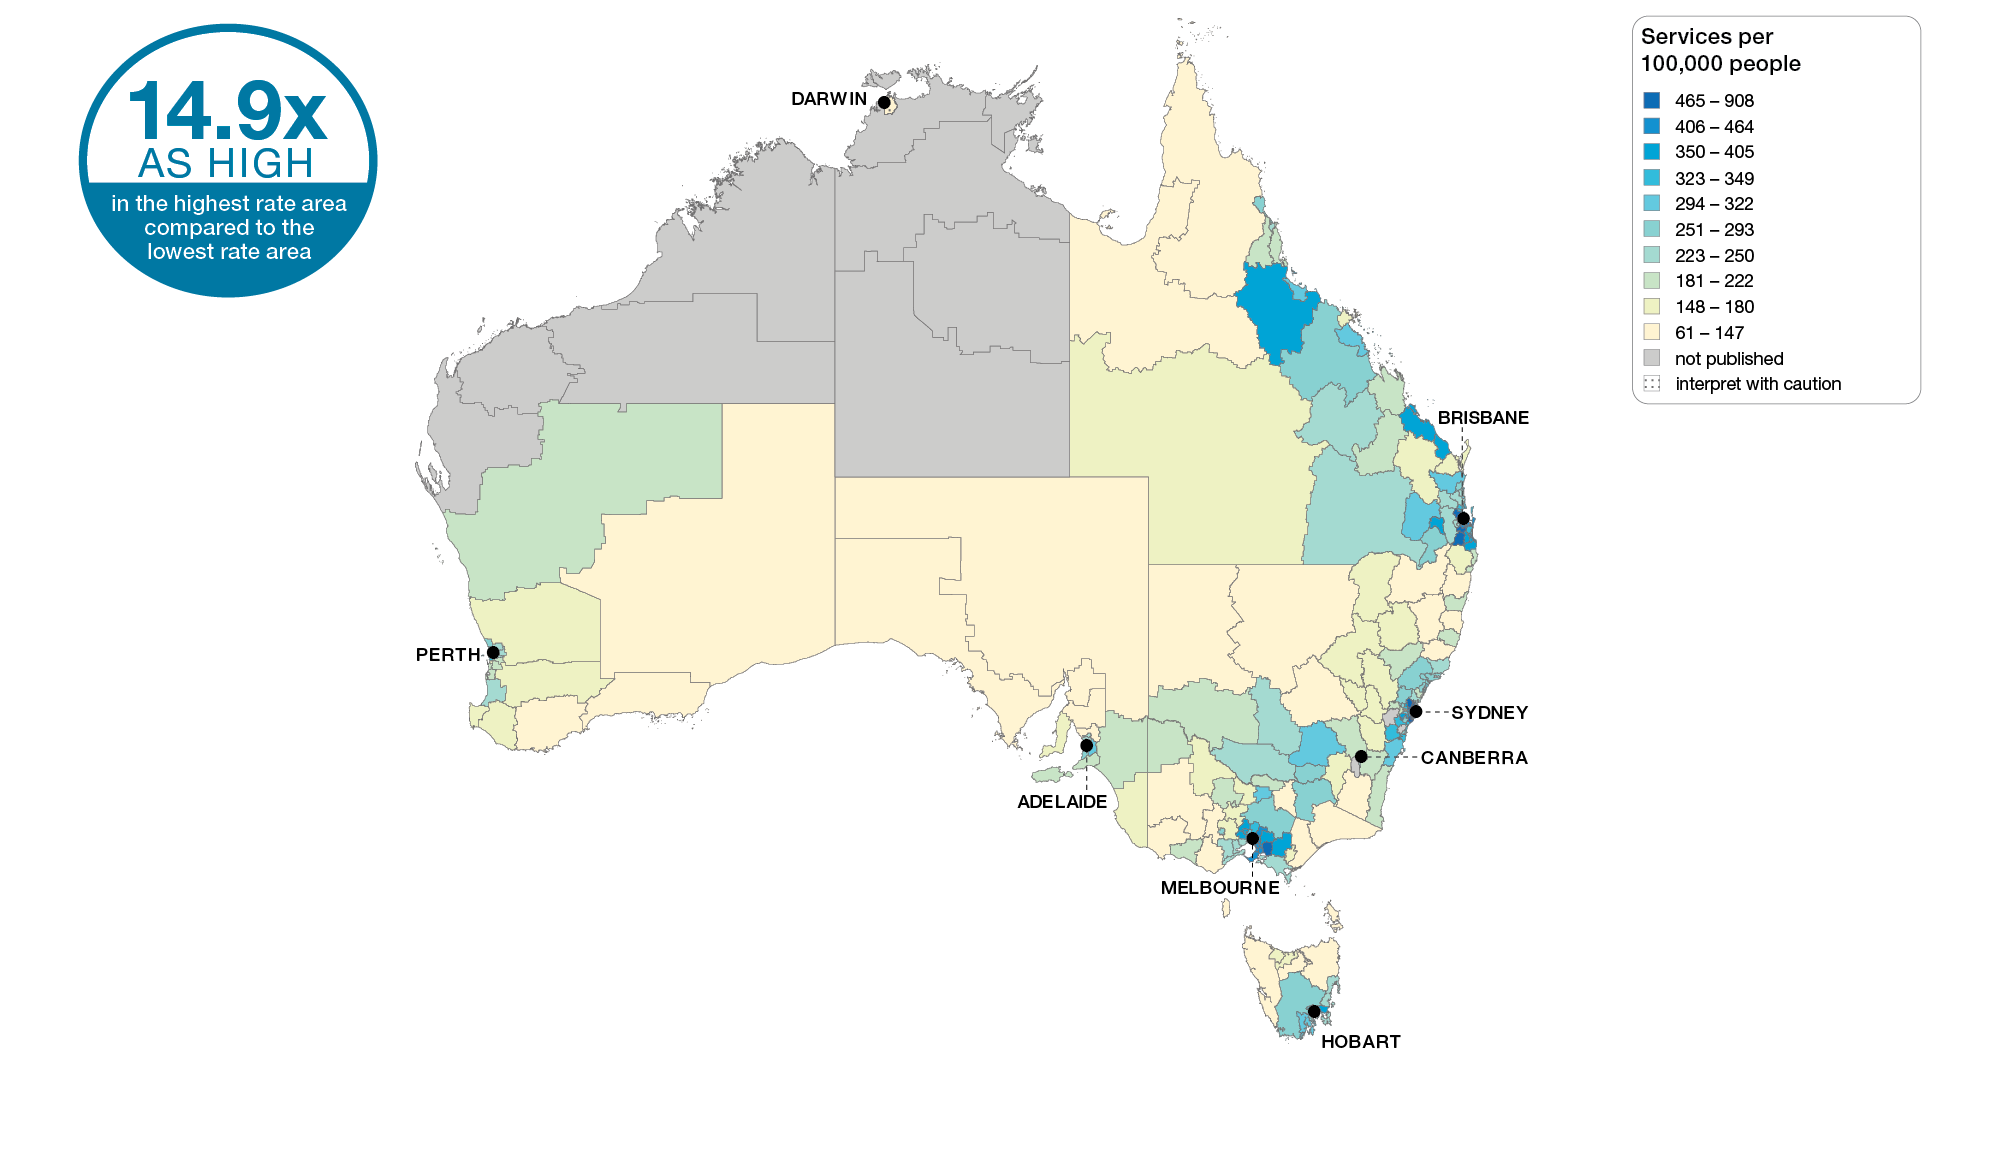 14.9x
AS HIGH
in the highest rate area
compared to the
lowest rate area
Services per
100,000 people
465 – 908
406 – 464
350 – 405
323 – 349
294 – 322
251 – 293
223 – 250
181 – 222
148 – 180
61 – 147
not published
interpret with caution
DARWIN
BRISBANE
PERTH
SYDNEY
CANBERRA
ADELAIDE
MELBOURNE
HOBART